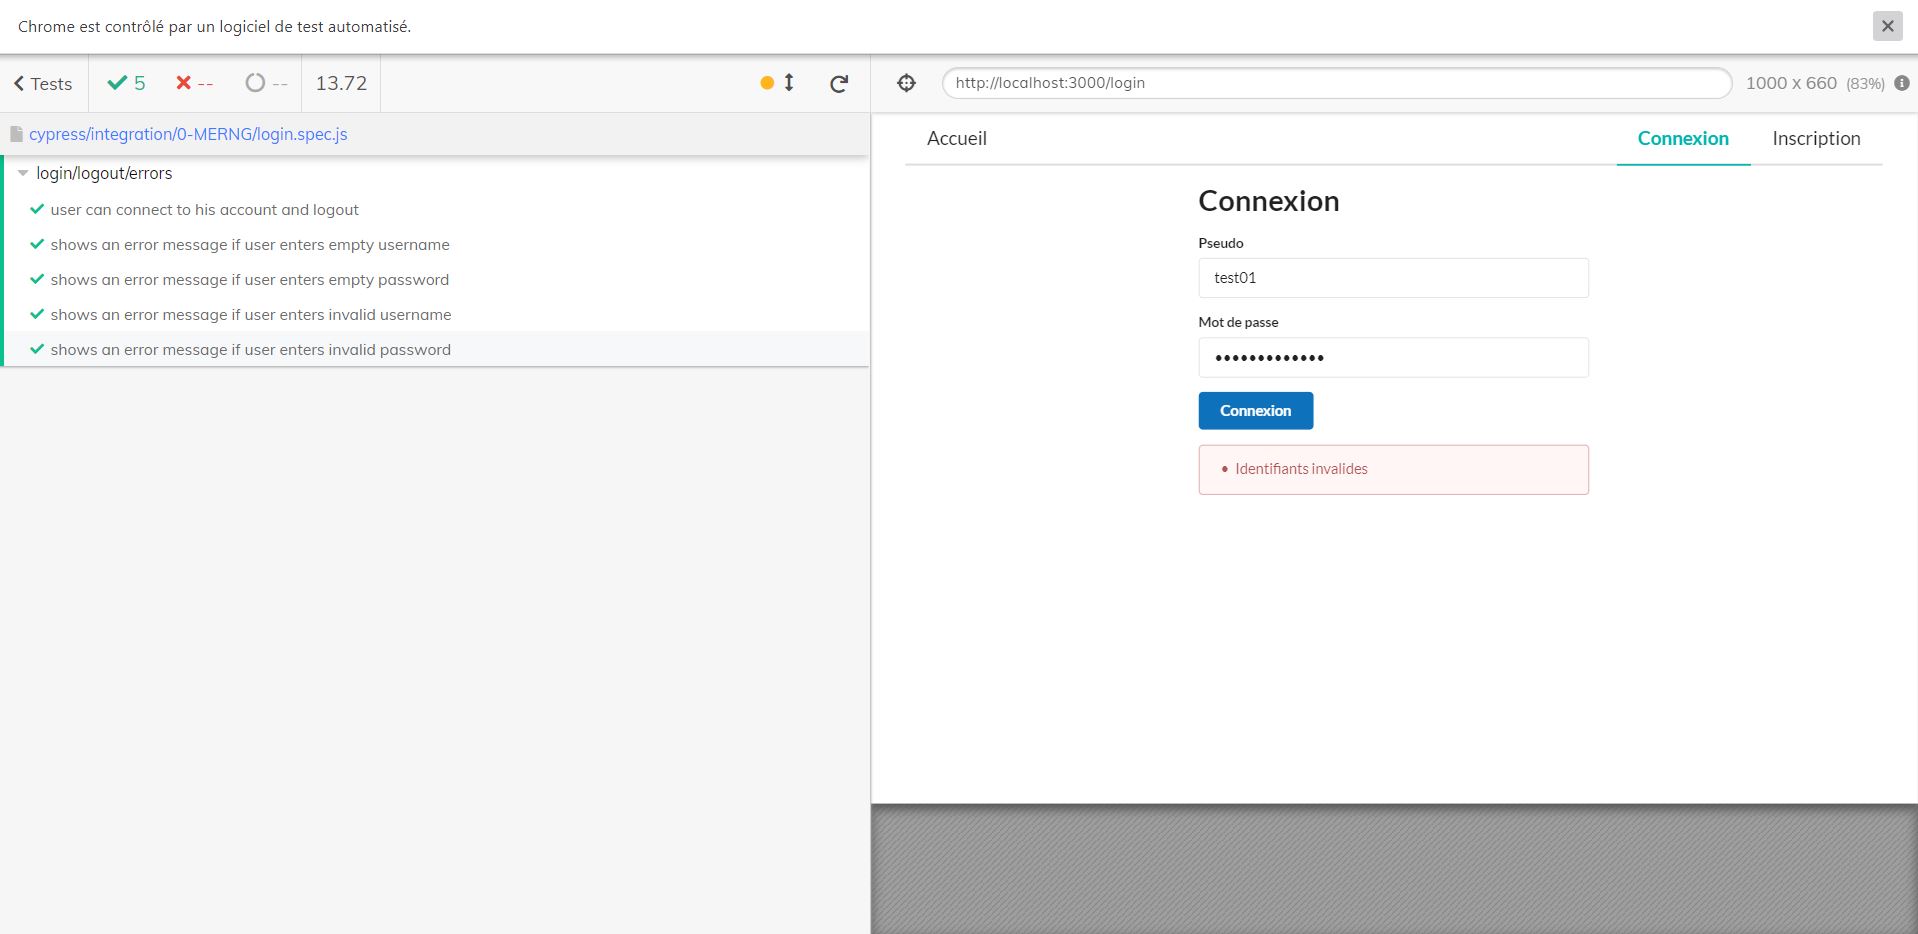 Chrome est contrôlé par un logiciel de test automatisé.
Tests 5 -- -- 13.72
http://localhost:3000/login 1000 x 660 (83%)
cypress/integration/0-MERNG/login.spec.js
login/logout/errors
user can connect to his account and logout
shows an error message if user enters empty username
shows an error message if user enters empty password
shows an error message if user enters invalid username
shows an error message if user enters invalid password
Accueil Connexion Inscription
Connexion
Pseudo
test01
Mot de passe
•••••••••••••
Connexion
• Identifiants invalides